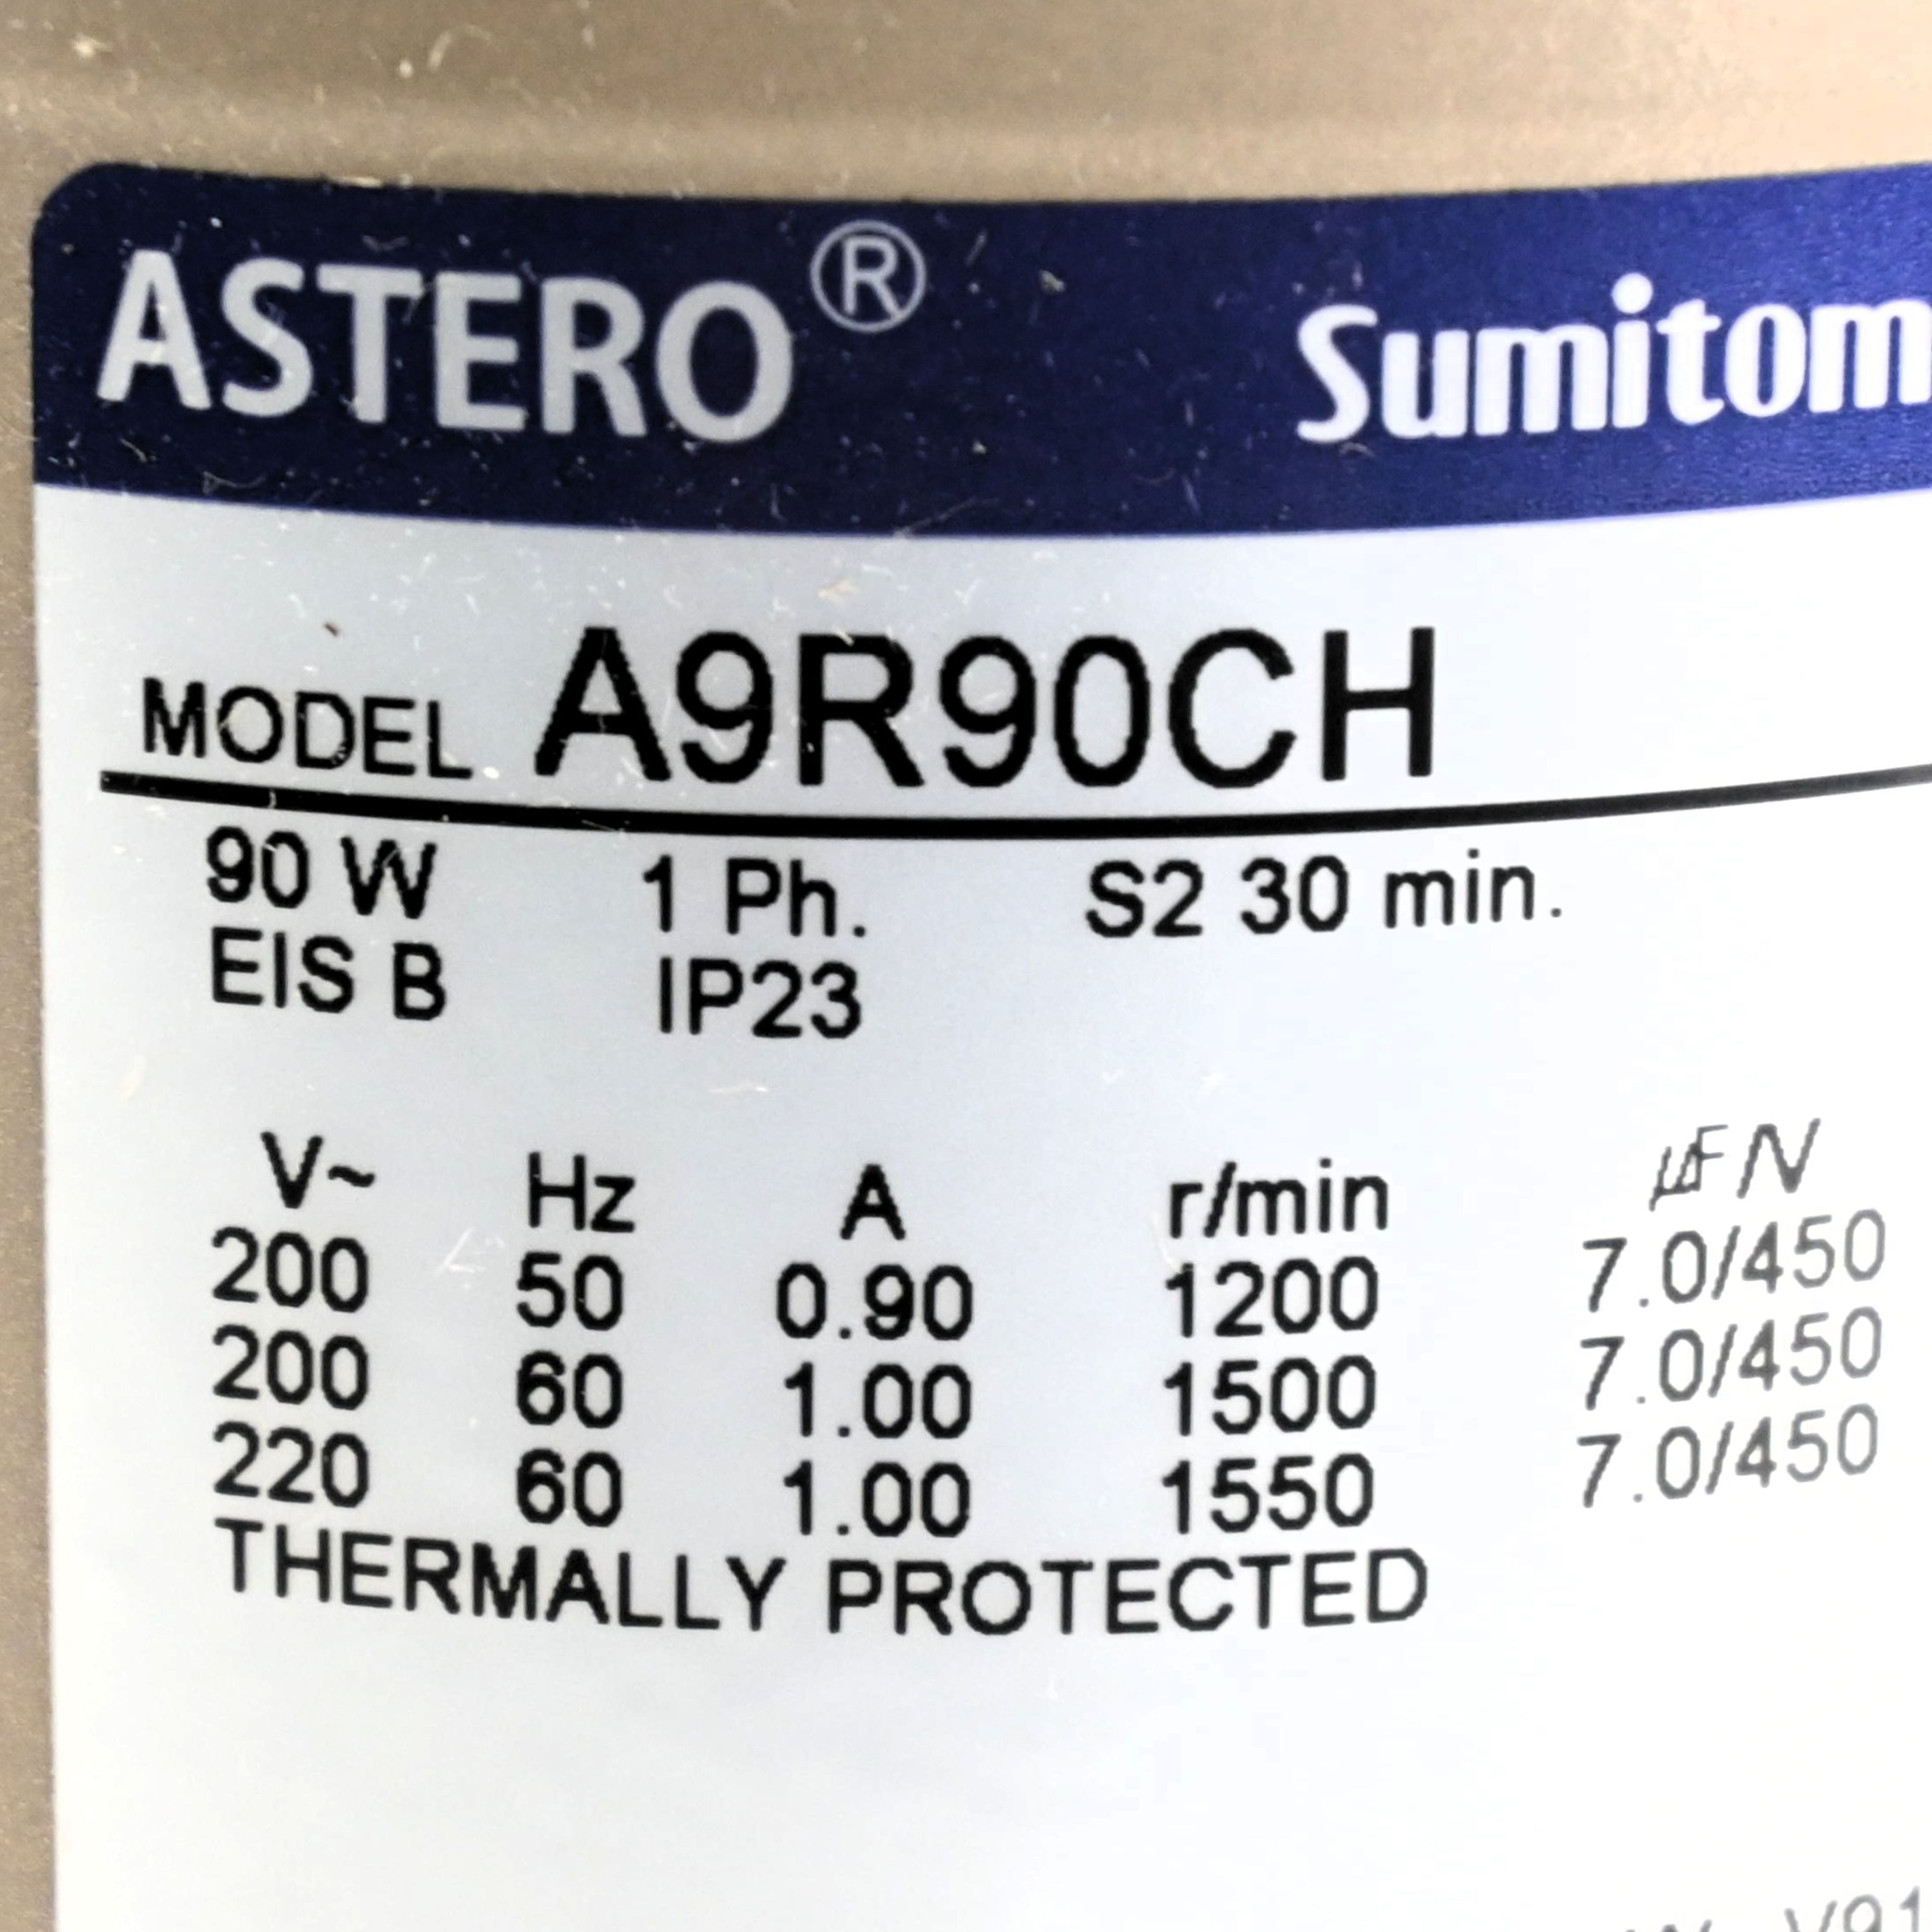 ASTERO® Sumitom
MODEL A9R90CH
90 W 1 Ph. S2 30 min.
EIS B IP23
V~ Hz A r/min µF/V
200 50 0.90 1200 7.0/450
200 60 1.00 1500 7.0/450
220 60 1.00 1550 7.0/450
THERMALLY PROTECTED